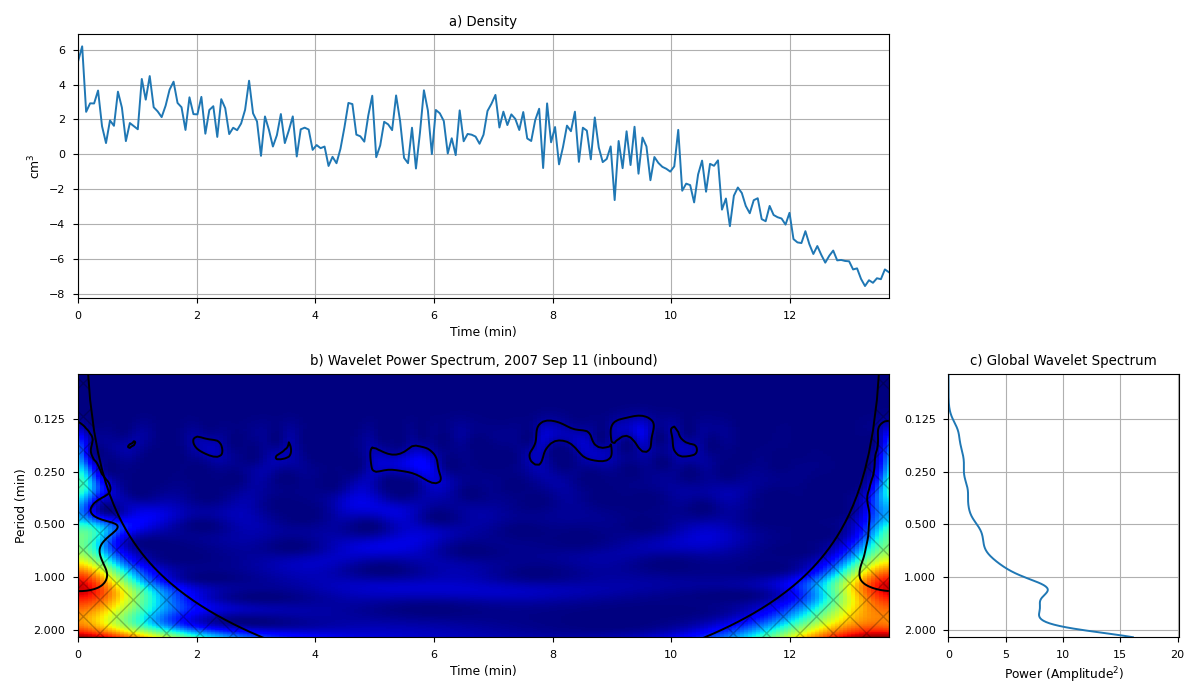 a) Density
6
4
2
0
−2
−4
−6
−8
cm³
0 2 4 6 8 10 12
Time (min)
b) Wavelet Power Spectrum, 2007 Sep 11 (inbound)
0.125
0.250
0.500
1.000
2.000
Period (min)
0 2 4 6 8 10 12
Time (min)
c) Global Wavelet Spectrum
0.125
0.250
0.500
1.000
2.000
0 5 10 15 20
Power (Amplitude²)